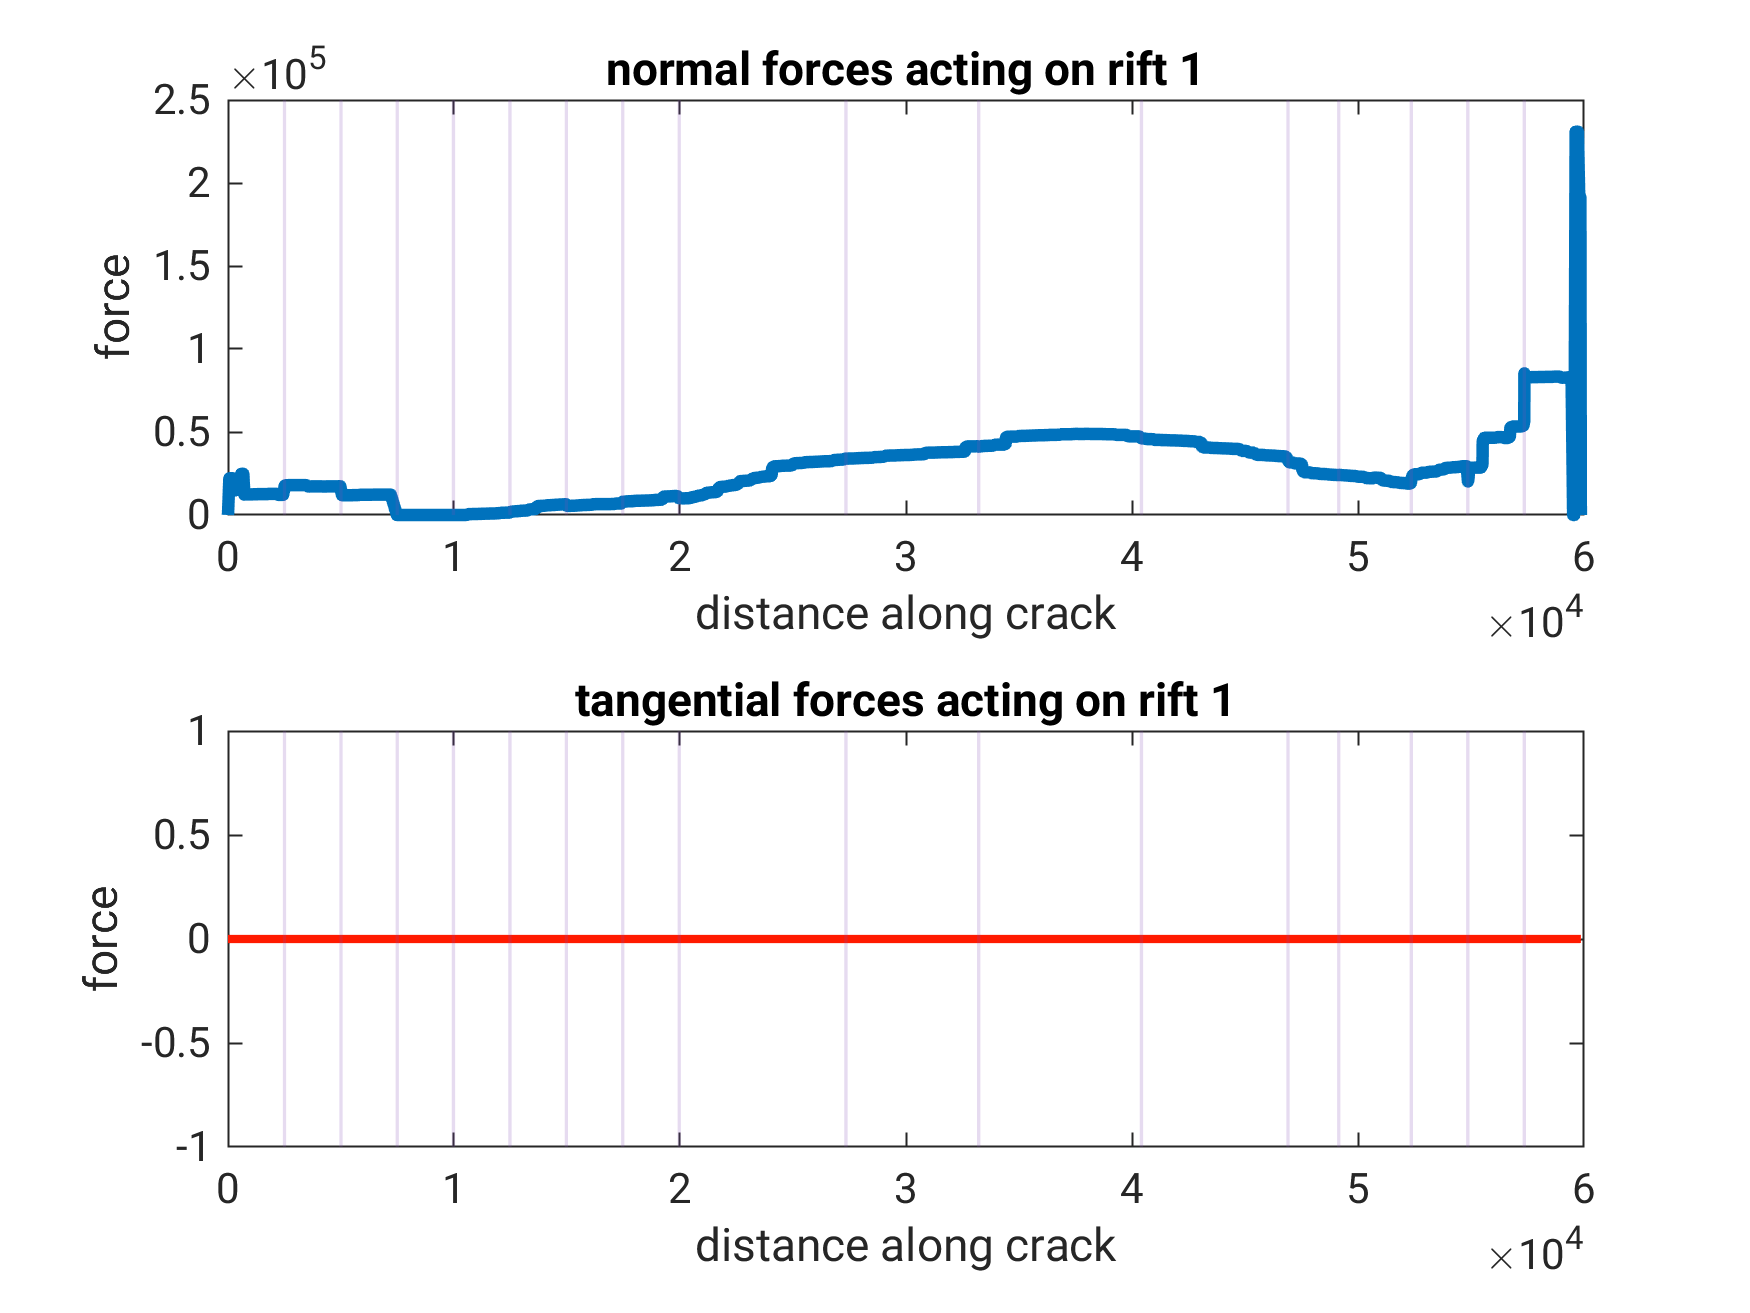 ×10^5
normal forces acting on rift 1
2.5
2
1.5
1
0.5
0
force
0 1 2 3 4 5 6
distance along crack
×10^4
tangential forces acting on rift 1
1
0.5
0
-0.5
-1
force
0 1 2 3 4 5 6
distance along crack
×10^4